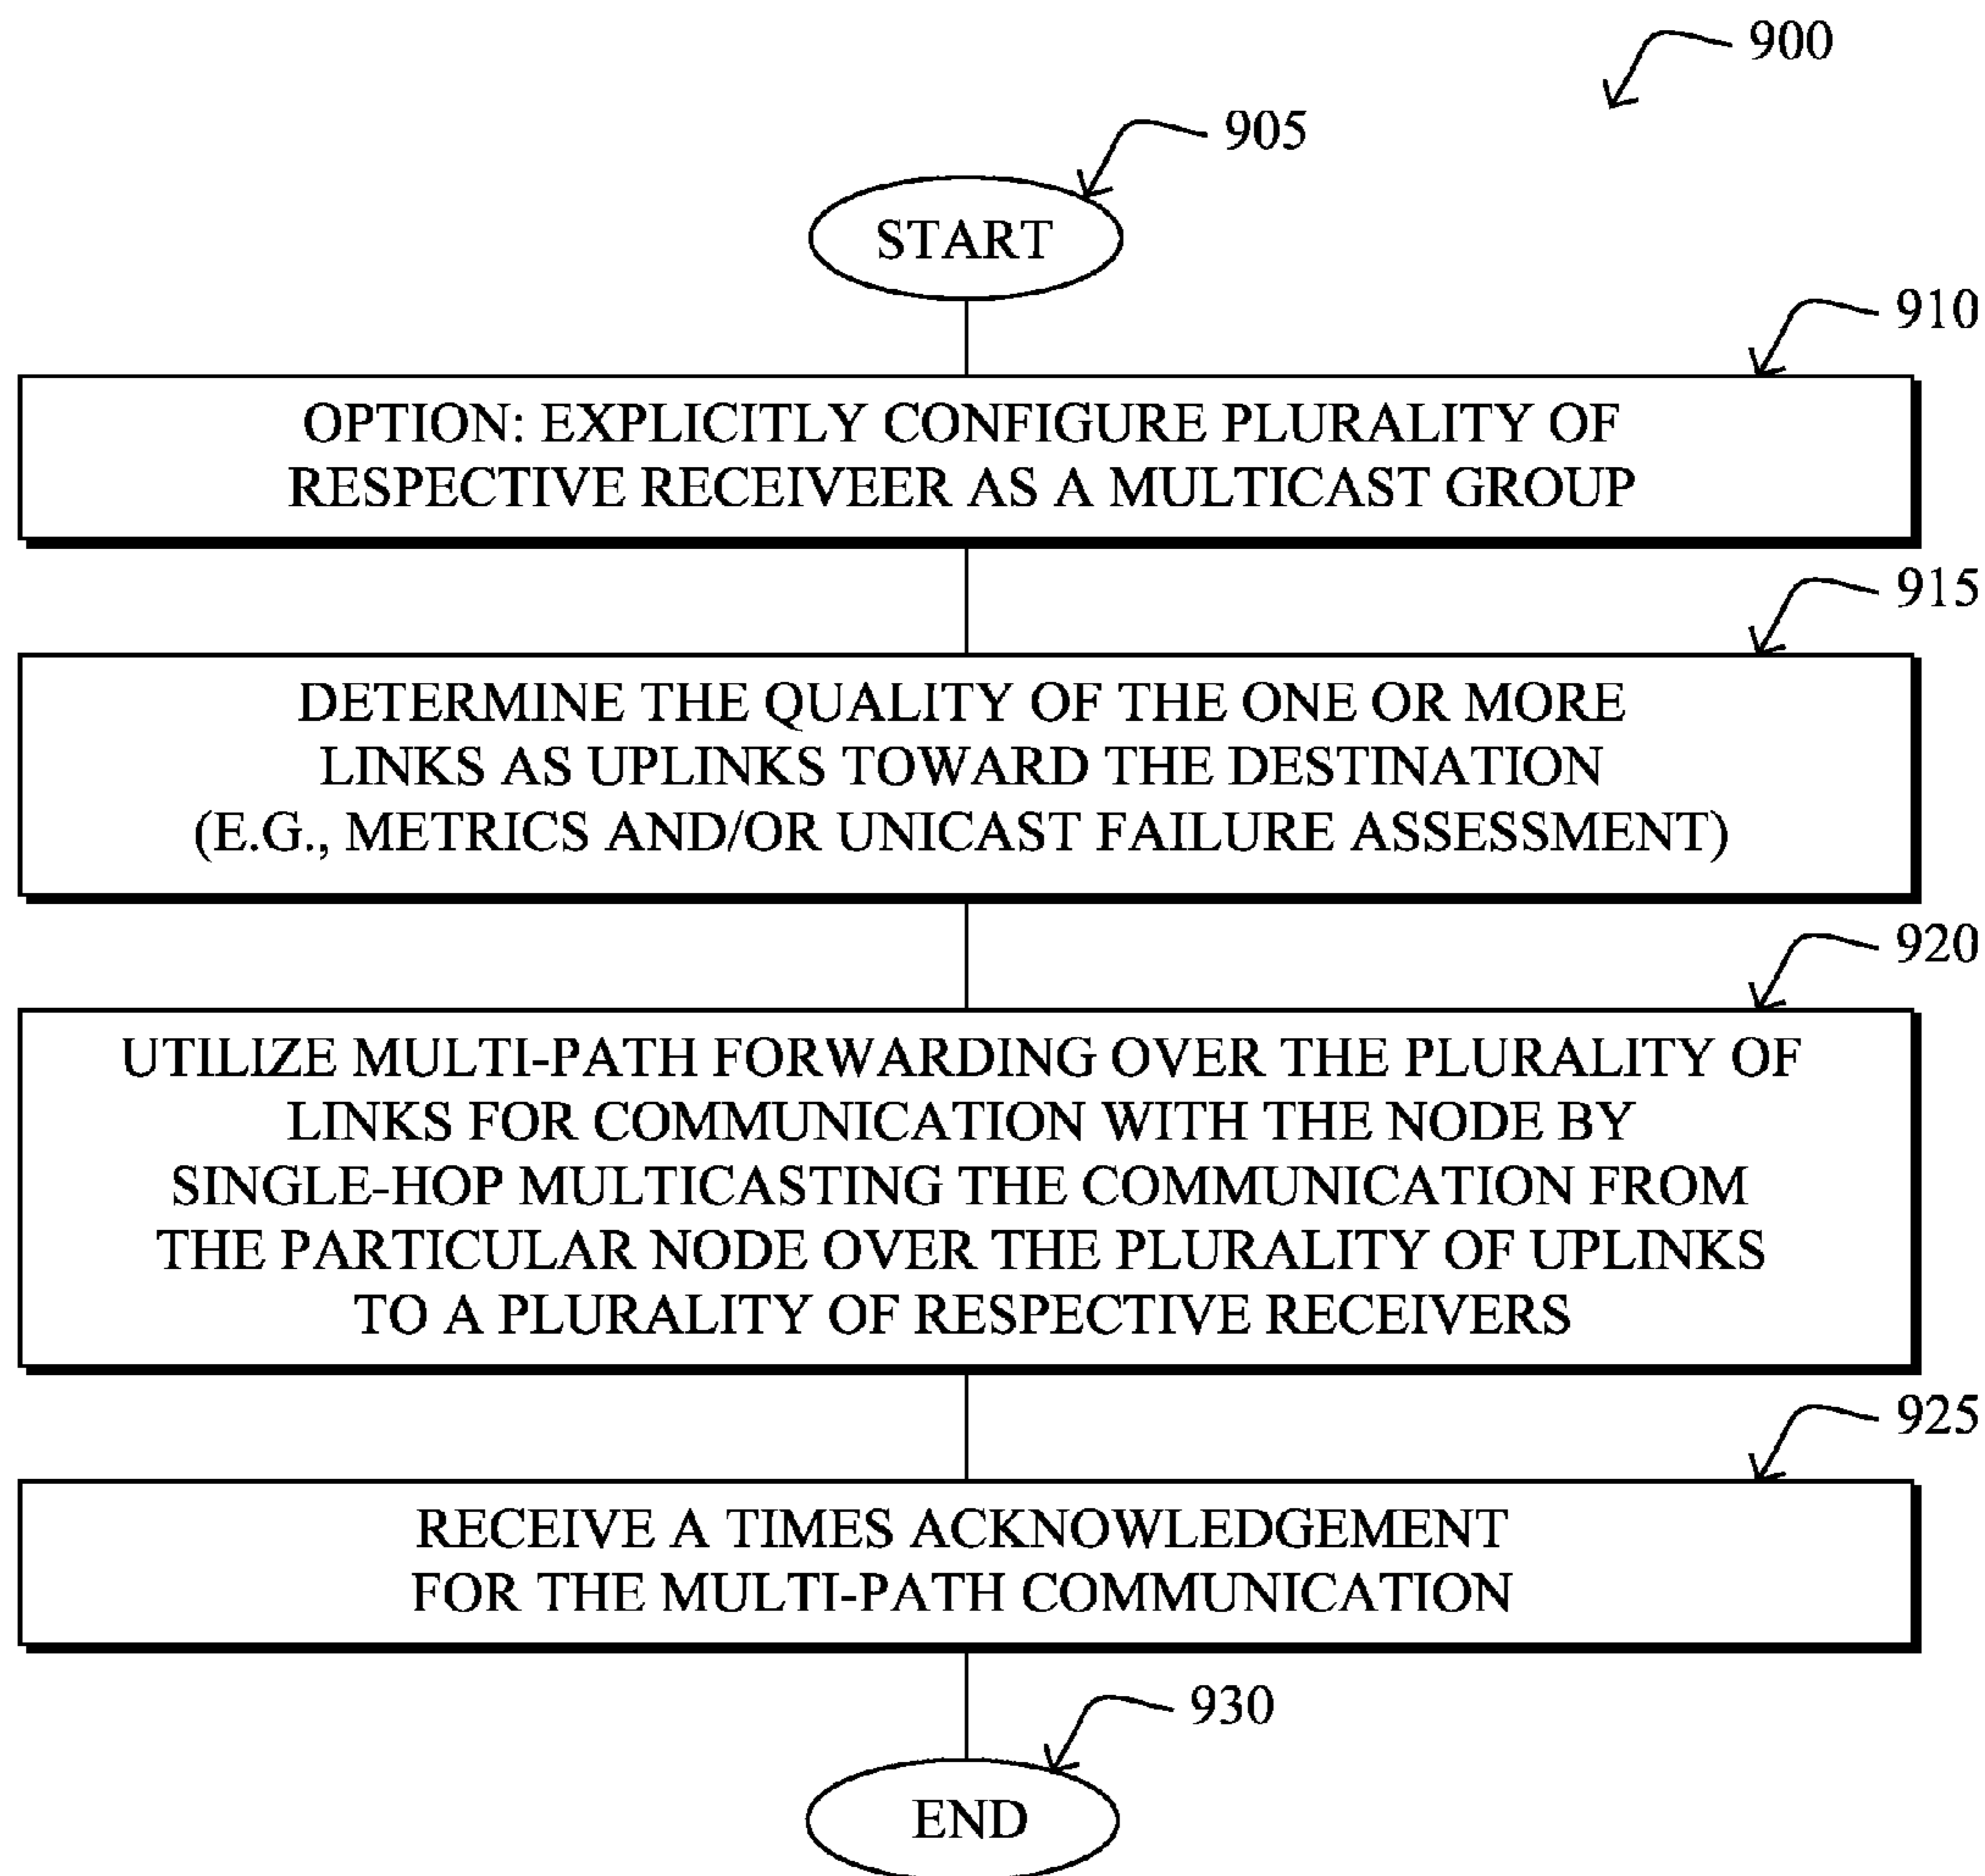 900
905
START
910
OPTION: EXPLICITLY CONFIGURE PLURALITY OF
RESPECTIVE RECEIVEER AS A MULTICAST GROUP
915
DETERMINE THE QUALITY OF THE ONE OR MORE
LINKS AS UPLINKS TOWARD THE DESTINATION
(E.G., METRICS AND/OR UNICAST FAILURE ASSESSMENT)
920
UTILIZE MULTI-PATH FORWARDING OVER THE PLURALITY OF
LINKS FOR COMMUNICATION WITH THE NODE BY
SINGLE-HOP MULTICASTING THE COMMUNICATION FROM
THE PARTICULAR NODE OVER THE PLURALITY OF UPLINKS
TO A PLURALITY OF RESPECTIVE RECEIVERS
925
RECEIVE A TIMES ACKNOWLEDGEMENT
FOR THE MULTI-PATH COMMUNICATION
930
END